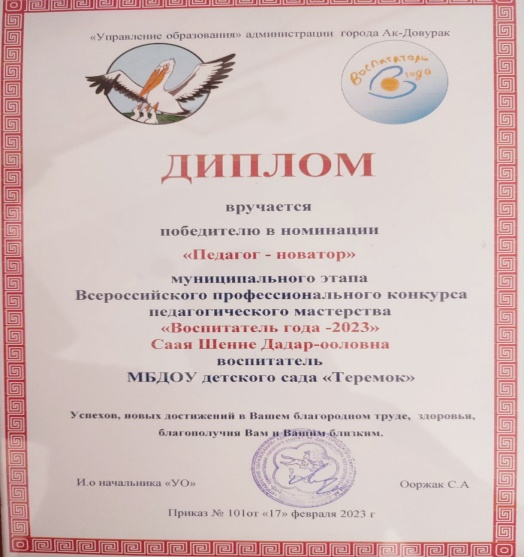 «Управление образования» администрации города Ак-Довурак
Воспитатель
года
ДИПЛОМ
вручается
победителю в номинации
«Педагог - новатор»
муниципального этапа
Всероссийского профессионального конкурса
педагогического мастерства
«Воспитатель года -2023»
Саая Шенне Дадар-ооловна
воспитатель
МБДОУ детского сада «Теремок»
Успехов, новых достижений в Вашем благородном труде, здоровья,
благополучия Вам и Вашим близким.
И.о начальника «УО»
Ооржак С.А
Приказ № 101от «17» февраля 2023 г